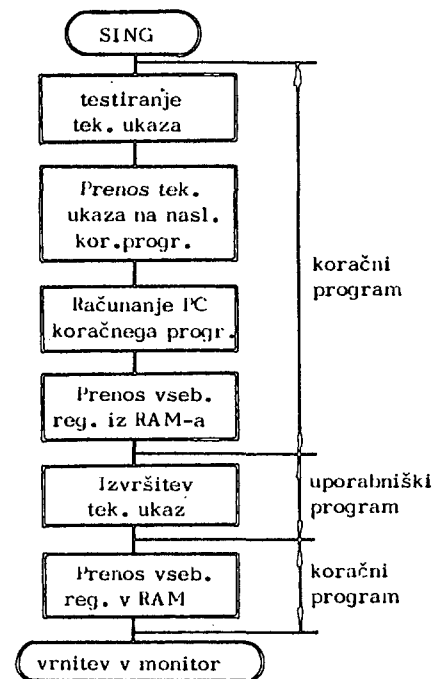 SING
testiranje
tek. ukaza
Prenos tek.
ukaza na nasl.
kor.progr.
Računanje PC
koračnega progr.
Prenos vseb.
reg. iz RAM-a
koračni
program
Izvršitev
tek. ukaz
uporabniški
program
Prenos vseb.
reg. v RAM
koračni
program
vrnitev v monitor